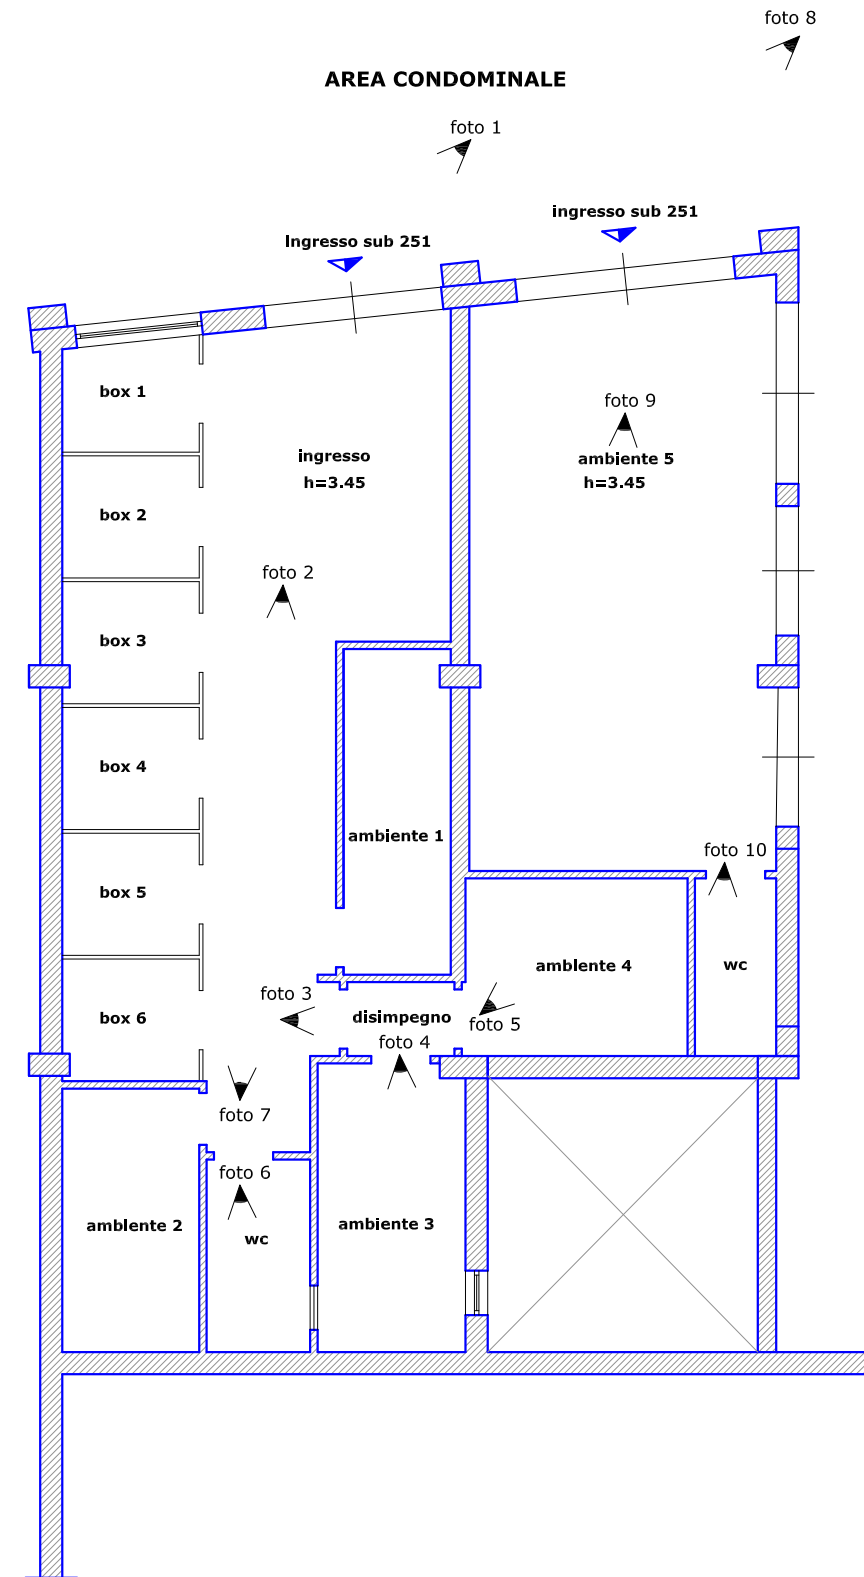 foto 8
AREA CONDOMINALE
foto 1
ingresso sub 251
Ingresso sub 251
box 1
foto 9
ingresso
h=3.45
ambiente 5
h=3.45
box 2
foto 2
box 3
box 4
ambiente 1
foto 10
box 5
ambiente 4
wc
foto 3
box 6
disimpegno
foto 5
foto 4
foto 7
foto 6
ambiente 2
wc
ambiente 3